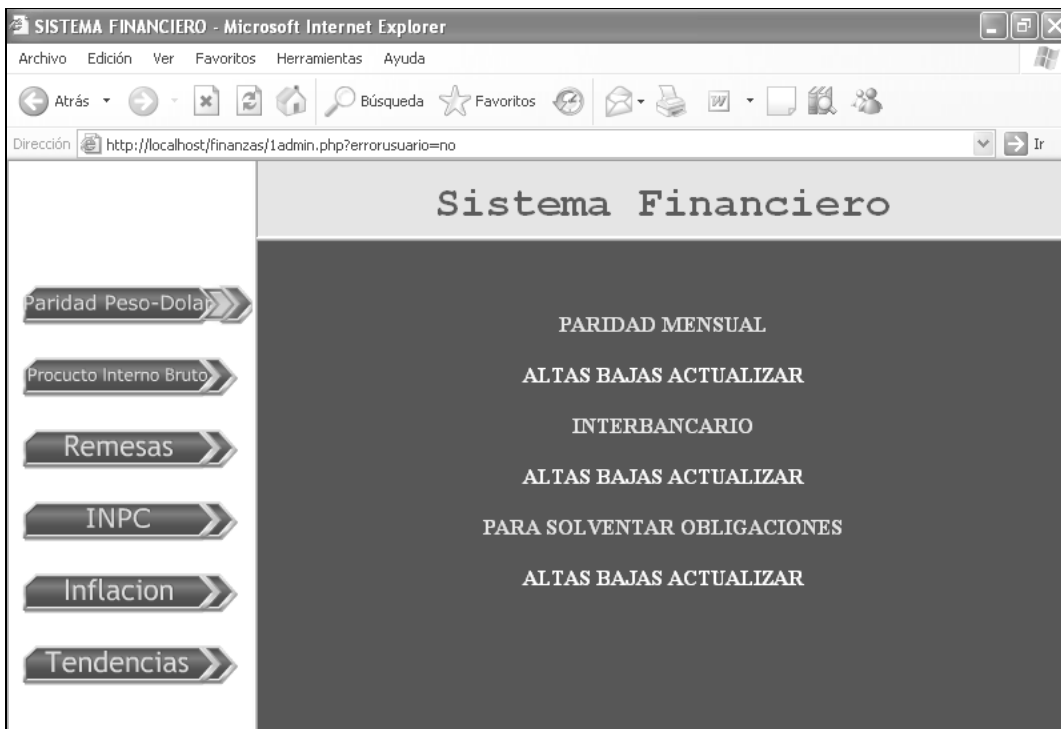 SISTEMA FINANCIERO - Microsoft Internet Explorer
Archivo Edición Ver Favoritos Herramientas Ayuda
Atrás Búsqueda Favoritos
Dirección http://localhost/finanzas/1admin.php?errorusuario=no Ir
Sistema Financiero
Paridad Peso-Dolar
Procucto Interno Bruto
Remesas
INPC
Inflacion
Tendencias
PARIDAD MENSUAL
ALTAS BAJAS ACTUALIZAR
INTERBANCARIO
ALTAS BAJAS ACTUALIZAR
PARA SOLVENTAR OBLIGACIONES
ALTAS BAJAS ACTUALIZAR